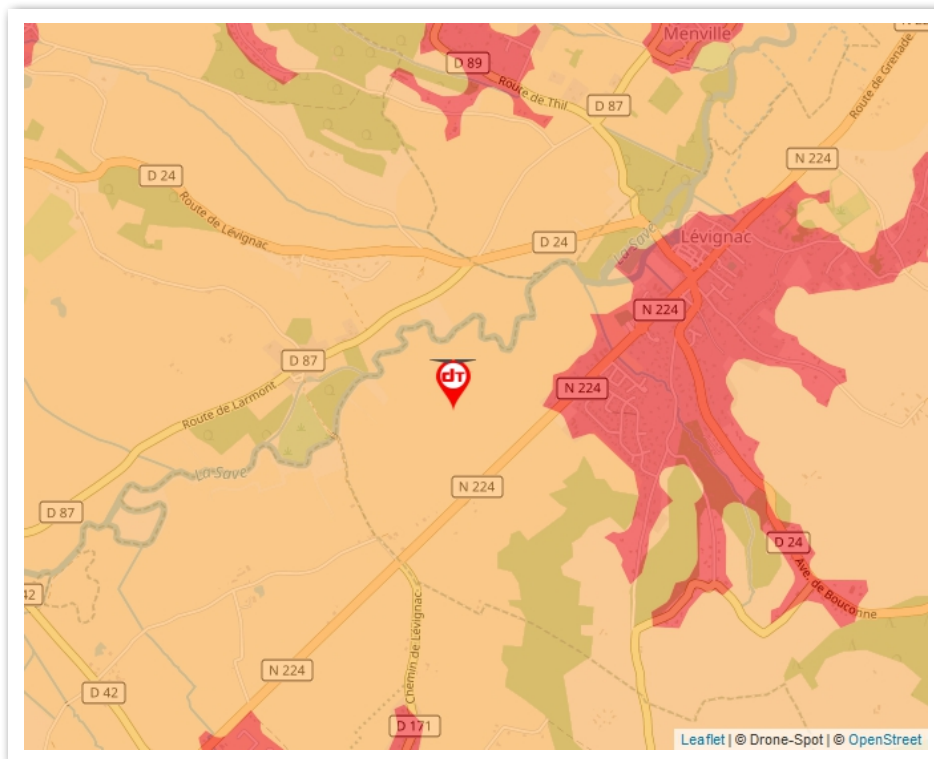 N 22
Menville
D 89
Route de Thil
D 87
Route de Grenade
N 224
D 24
Route de Lévignac
Lévignac
D 24
La Save
N 224
D 87
dT
N 224
Route de Larmont
La Save
N 224
D 87
D 24
Ave. de Bouconne
42
Chemin de Lévignac
N 224
D 42
D 171
Leaflet | © Drone-Spot | © OpenStreet